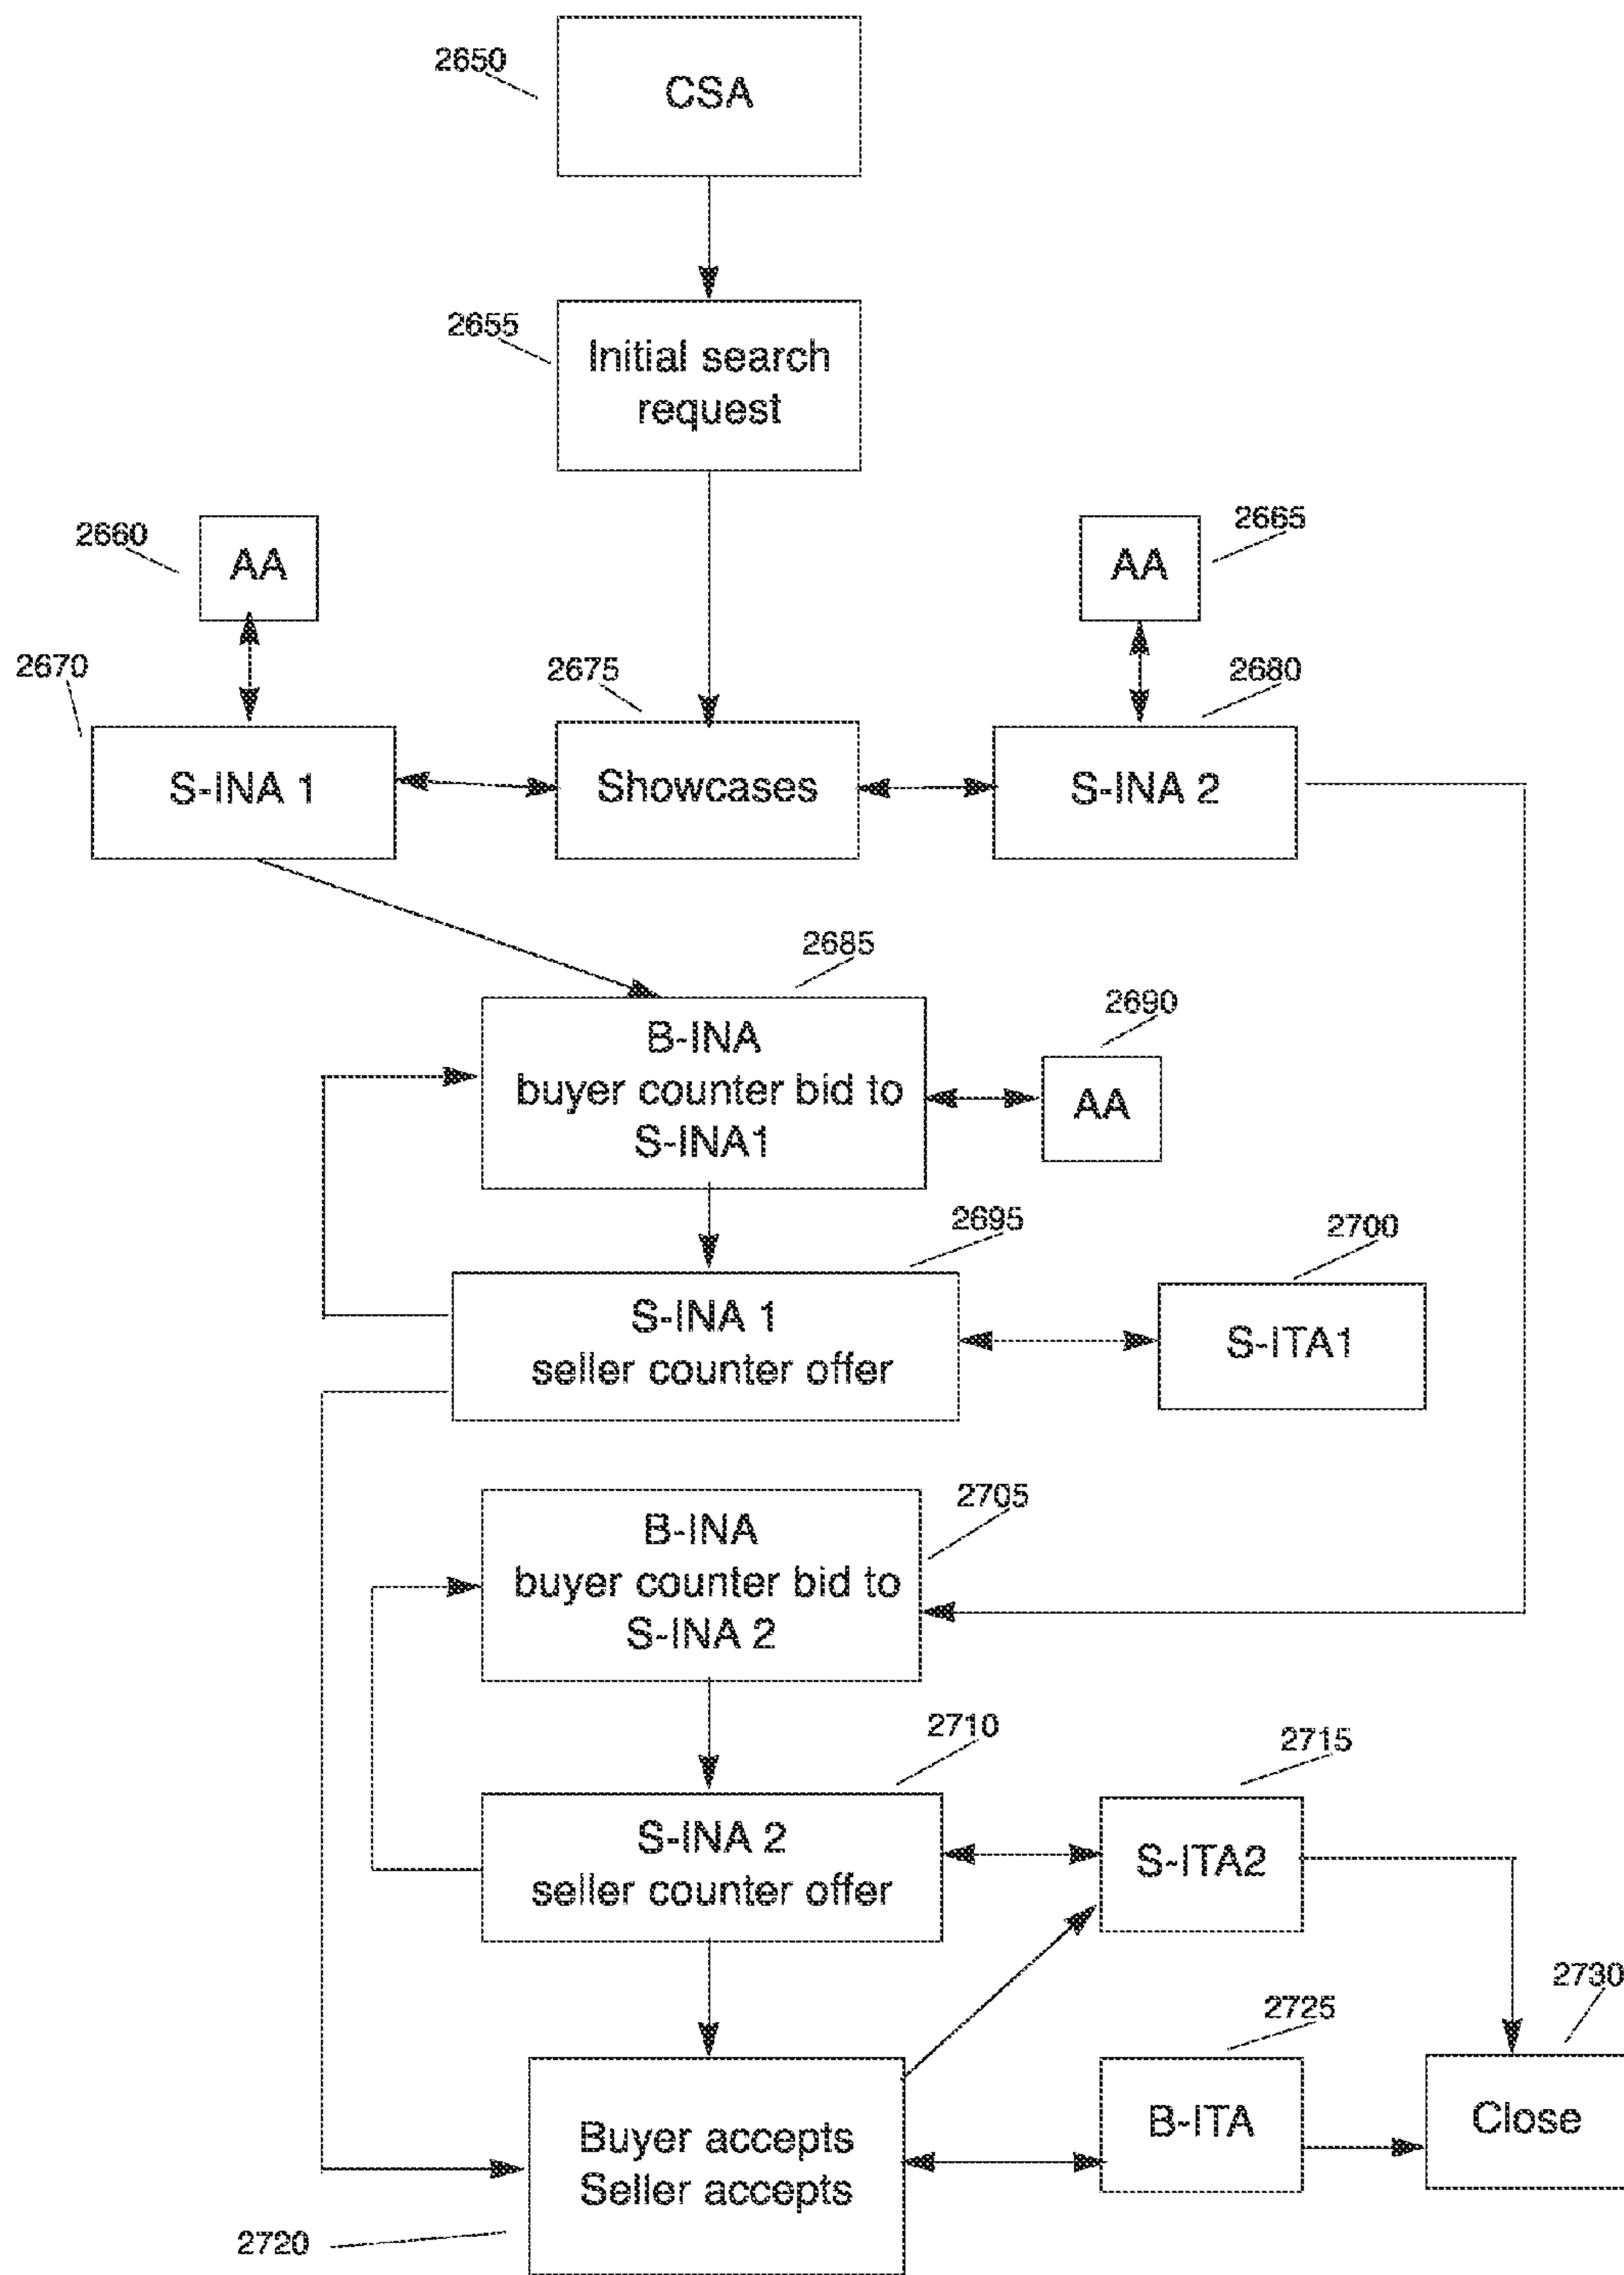 2650
CSA
2655
Initial search
request
2660
AA
2665
AA
2670
S-INA 1
2675
Showcases
2680
S-INA 2
2685
B-INA
buyer counter bid to
S-INA1
2690
AA
2695
S-INA 1
seller counter offer
2700
S-ITA1
2705
B-INA
buyer counter bid to
S-INA 2
2710
S-INA 2
seller counter offer
2715
S-ITA2
2720
Buyer accepts
Seller accepts
2725
B-ITA
2730
Close